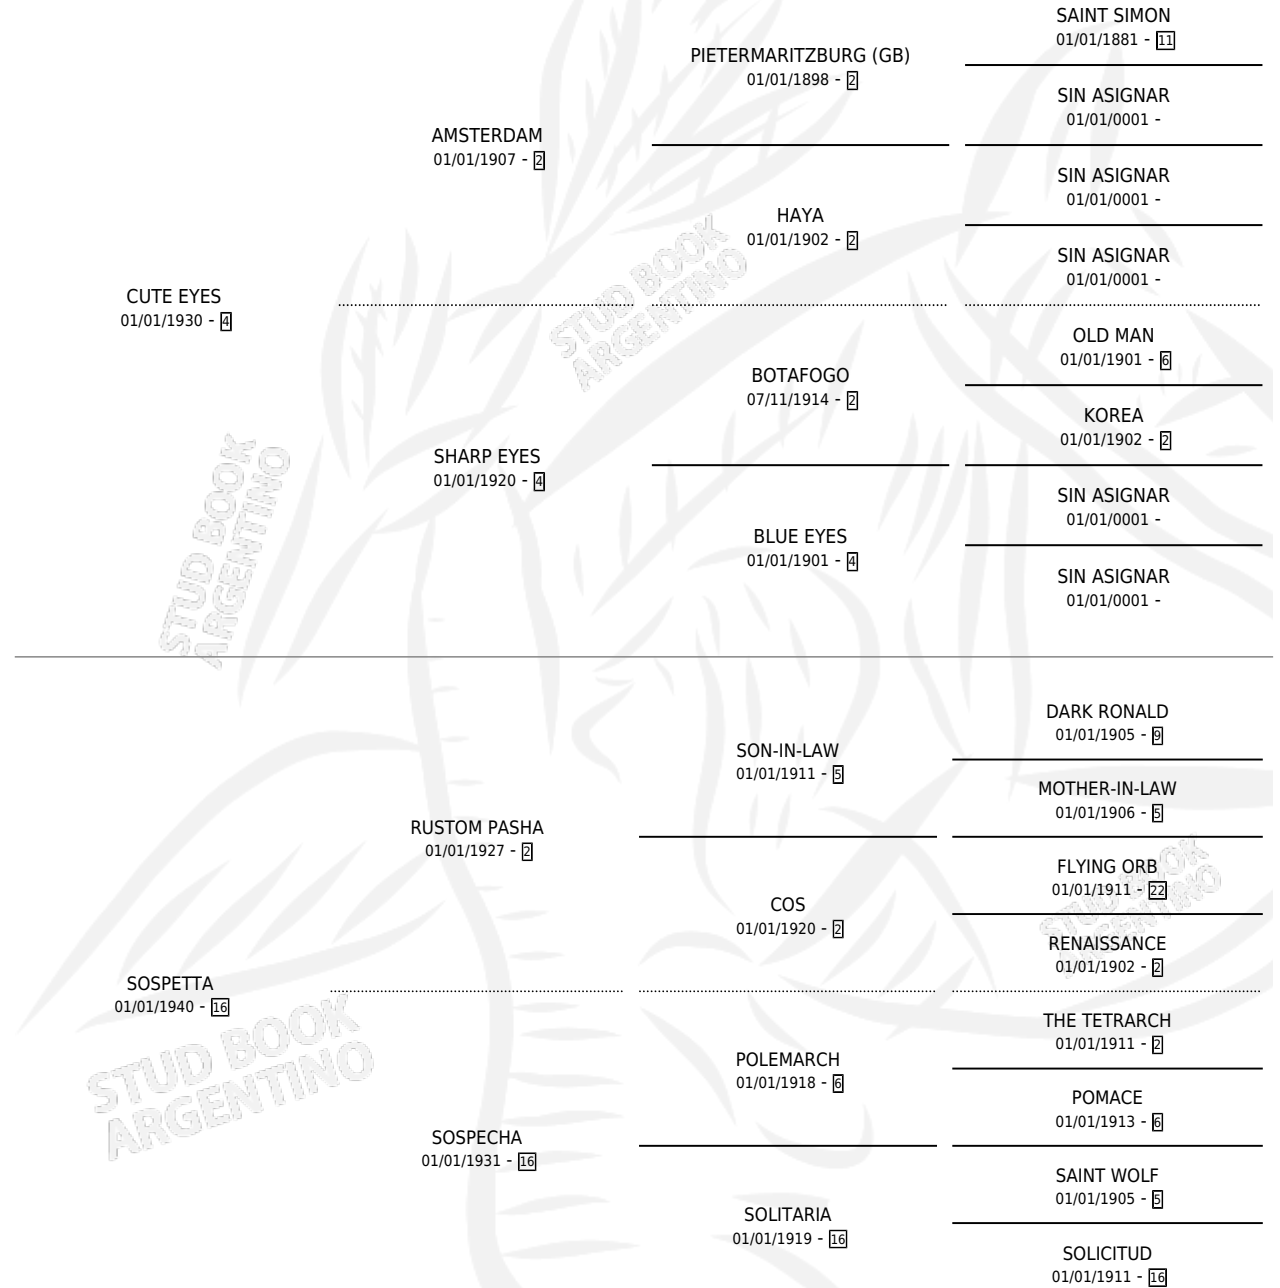 SAINT SIMON
01/01/1881 - 11
PIETERMARITZBURG (GB)
01/01/1898 - 2
SIN ASIGNAR
01/01/0001 -
AMSTERDAM
01/01/1907 - 2
SIN ASIGNAR
01/01/0001 -
HAYA
01/01/1902 - 2
SIN ASIGNAR
01/01/0001 -
CUTE EYES
01/01/1930 - 4
OLD MAN
01/01/1901 - 6
BOTAFOGO
07/11/1914 - 2
KOREA
01/01/1902 - 2
SHARP EYES
01/01/1920 - 4
SIN ASIGNAR
01/01/0001 -
BLUE EYES
01/01/1901 - 4
SIN ASIGNAR
01/01/0001 -
DARK RONALD
01/01/1905 - 9
SON-IN-LAW
01/01/1911 - 5
MOTHER-IN-LAW
01/01/1906 - 5
RUSTOM PASHA
01/01/1927 - 2
FLYING ORB
01/01/1911 - 22
COS
01/01/1920 - 2
RENAISSANCE
01/01/1902 - 2
SOSPETTA
01/01/1940 - 16
THE TETRARCH
01/01/1911 - 2
POLEMARCH
01/01/1918 - 6
POMACE
01/01/1913 - 6
SOSPECHA
01/01/1931 - 16
SAINT WOLF
01/01/1905 - 5
SOLITARIA
01/01/1919 - 16
SOLICITUD
01/01/1911 - 16
STUD BOOK
ARGENTINO
STUD BOOK
ARGENTINO
STUD BOOK
ARGENTINO
STUD BOOK
ARGENTINO